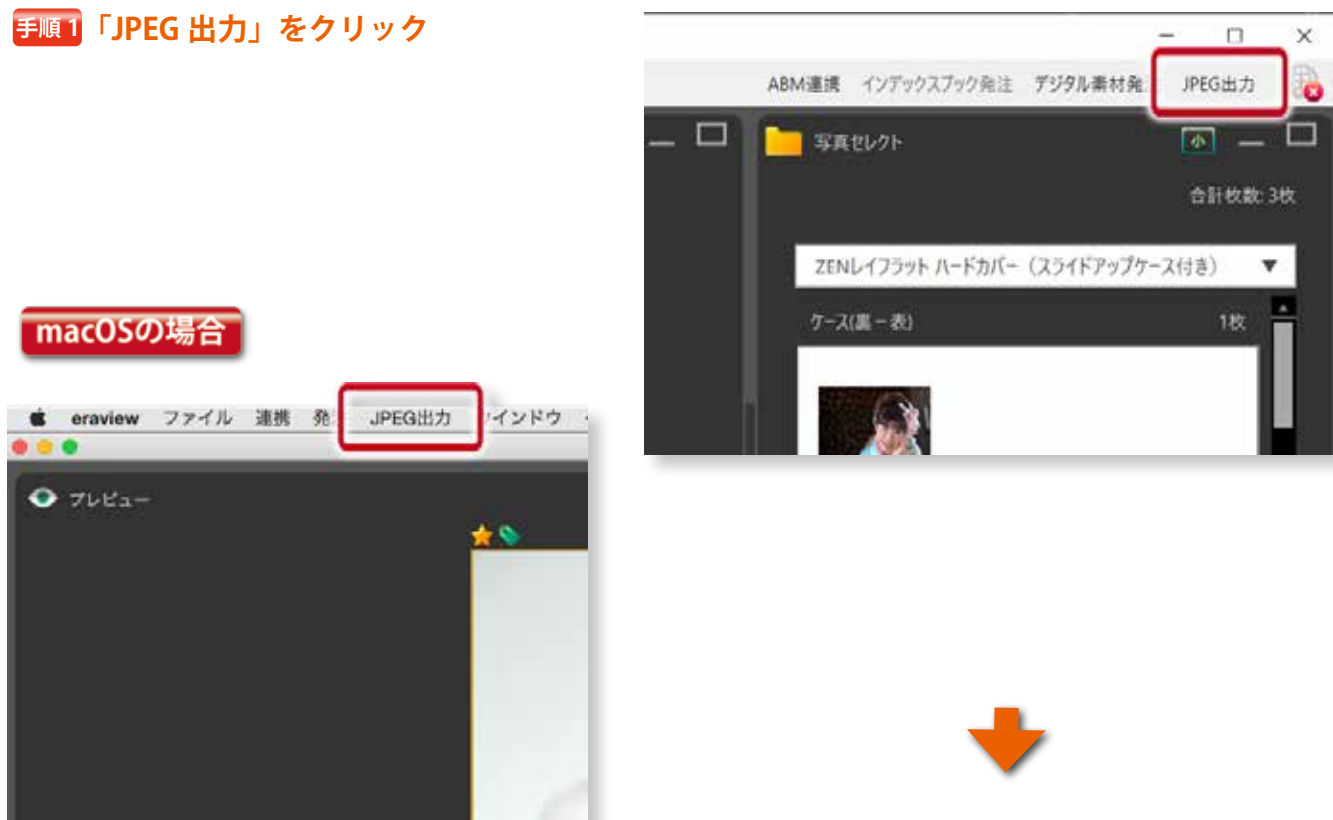 手順1「JPEG 出力」をクリック
ABM連携 インデックスブック発注 デジタル素材発 JPEG出力
写真セレクト 小
合計枚数: 3枚
ZENレイフラット ハードカバー（スライドアップケース付き） ▼
ケース(裏 – 表) 1枚
macOSの場合
eraview ファイル 連携 発 JPEG出力 インドウ
プレビュー